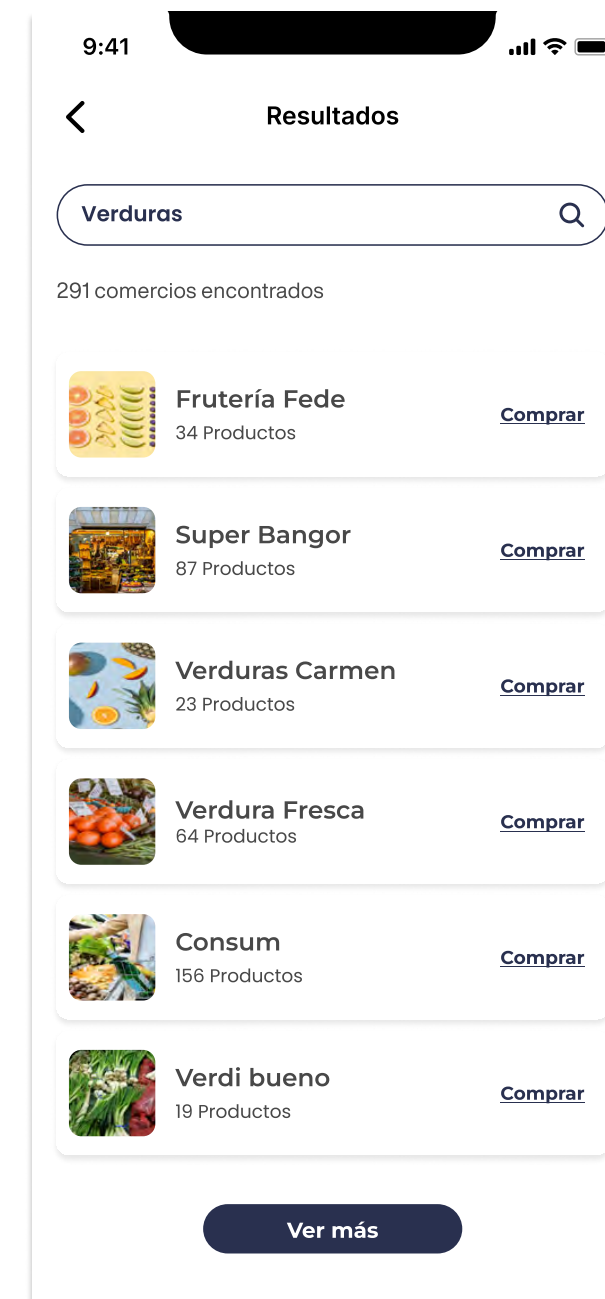 9:41
Resultados
Verduras
291 comercios encontrados
Frutería Fede
34 Productos
Comprar
Super Bangor
87 Productos
Comprar
Verduras Carmen
23 Productos
Comprar
Verdura Fresca
64 Productos
Comprar
Consum
156 Productos
Comprar
Verdi bueno
19 Productos
Comprar
Ver más